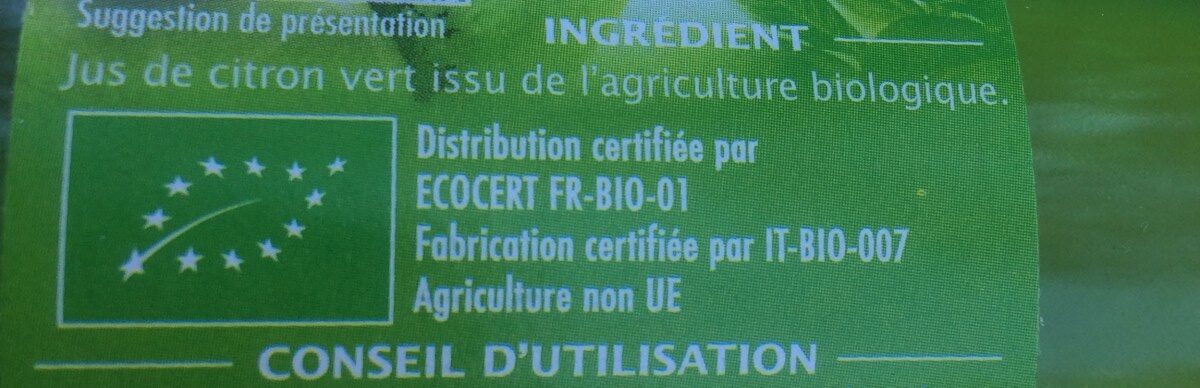 Suggestion de présentation
INGRÉDIENT
Jus de citron vert issu de l'agriculture biologique.
Distribution certifiée par
ECOCERT FR-BIO-01
Fabrication certifiée par IT-BIO-007
Agriculture non UE
CONSEIL D'UTILISATION